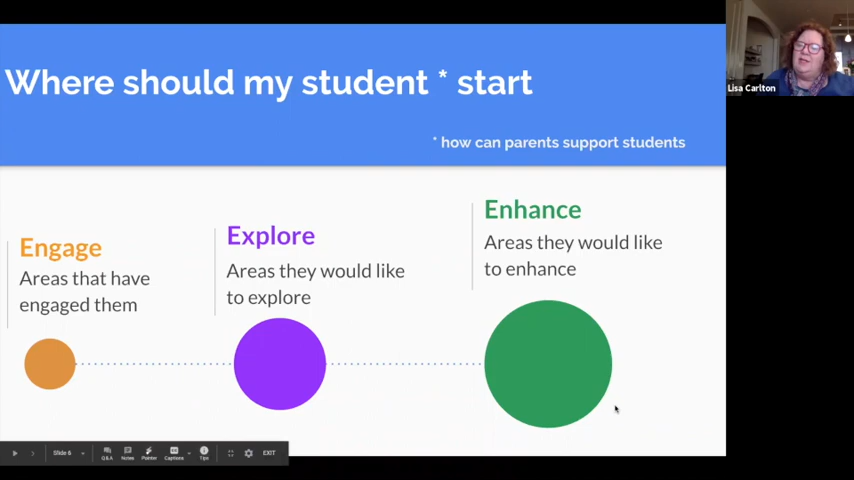 Where should my student * start
* how can parents support students
Engage
Areas that have
engaged them
Explore
Areas they would like
to explore
Enhance
Areas they would like
to enhance
Lisa Carlton
Slide 6
Q&A
Notes
Pointer
Captions
Tips
EXIT